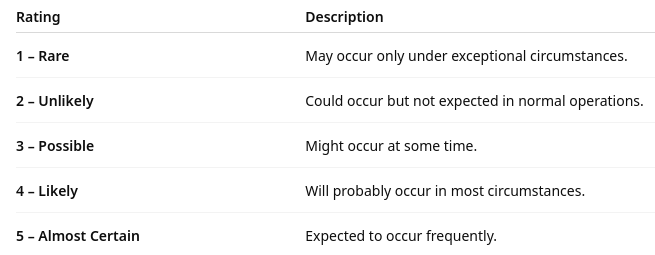 Rating Description
1 – Rare May occur only under exceptional circumstances.
2 – Unlikely Could occur but not expected in normal operations.
3 – Possible Might occur at some time.
4 – Likely Will probably occur in most circumstances.
5 – Almost Certain Expected to occur frequently.